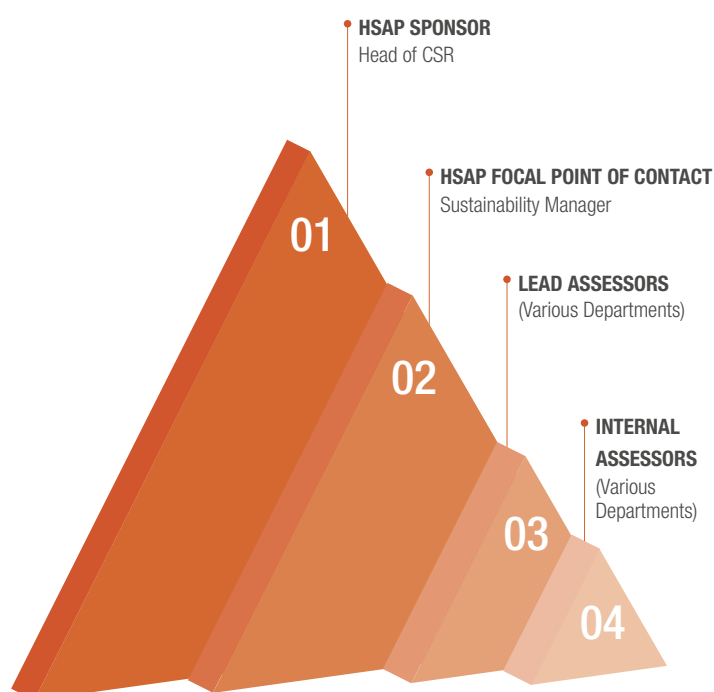 HSAP SPONSOR
Head of CSR
01
HSAP FOCAL POINT OF CONTACT
Sustainability Manager
02
LEAD ASSESSORS
(Various Departments)
03
INTERNAL
ASSESSORS
(Various
Departments)
04